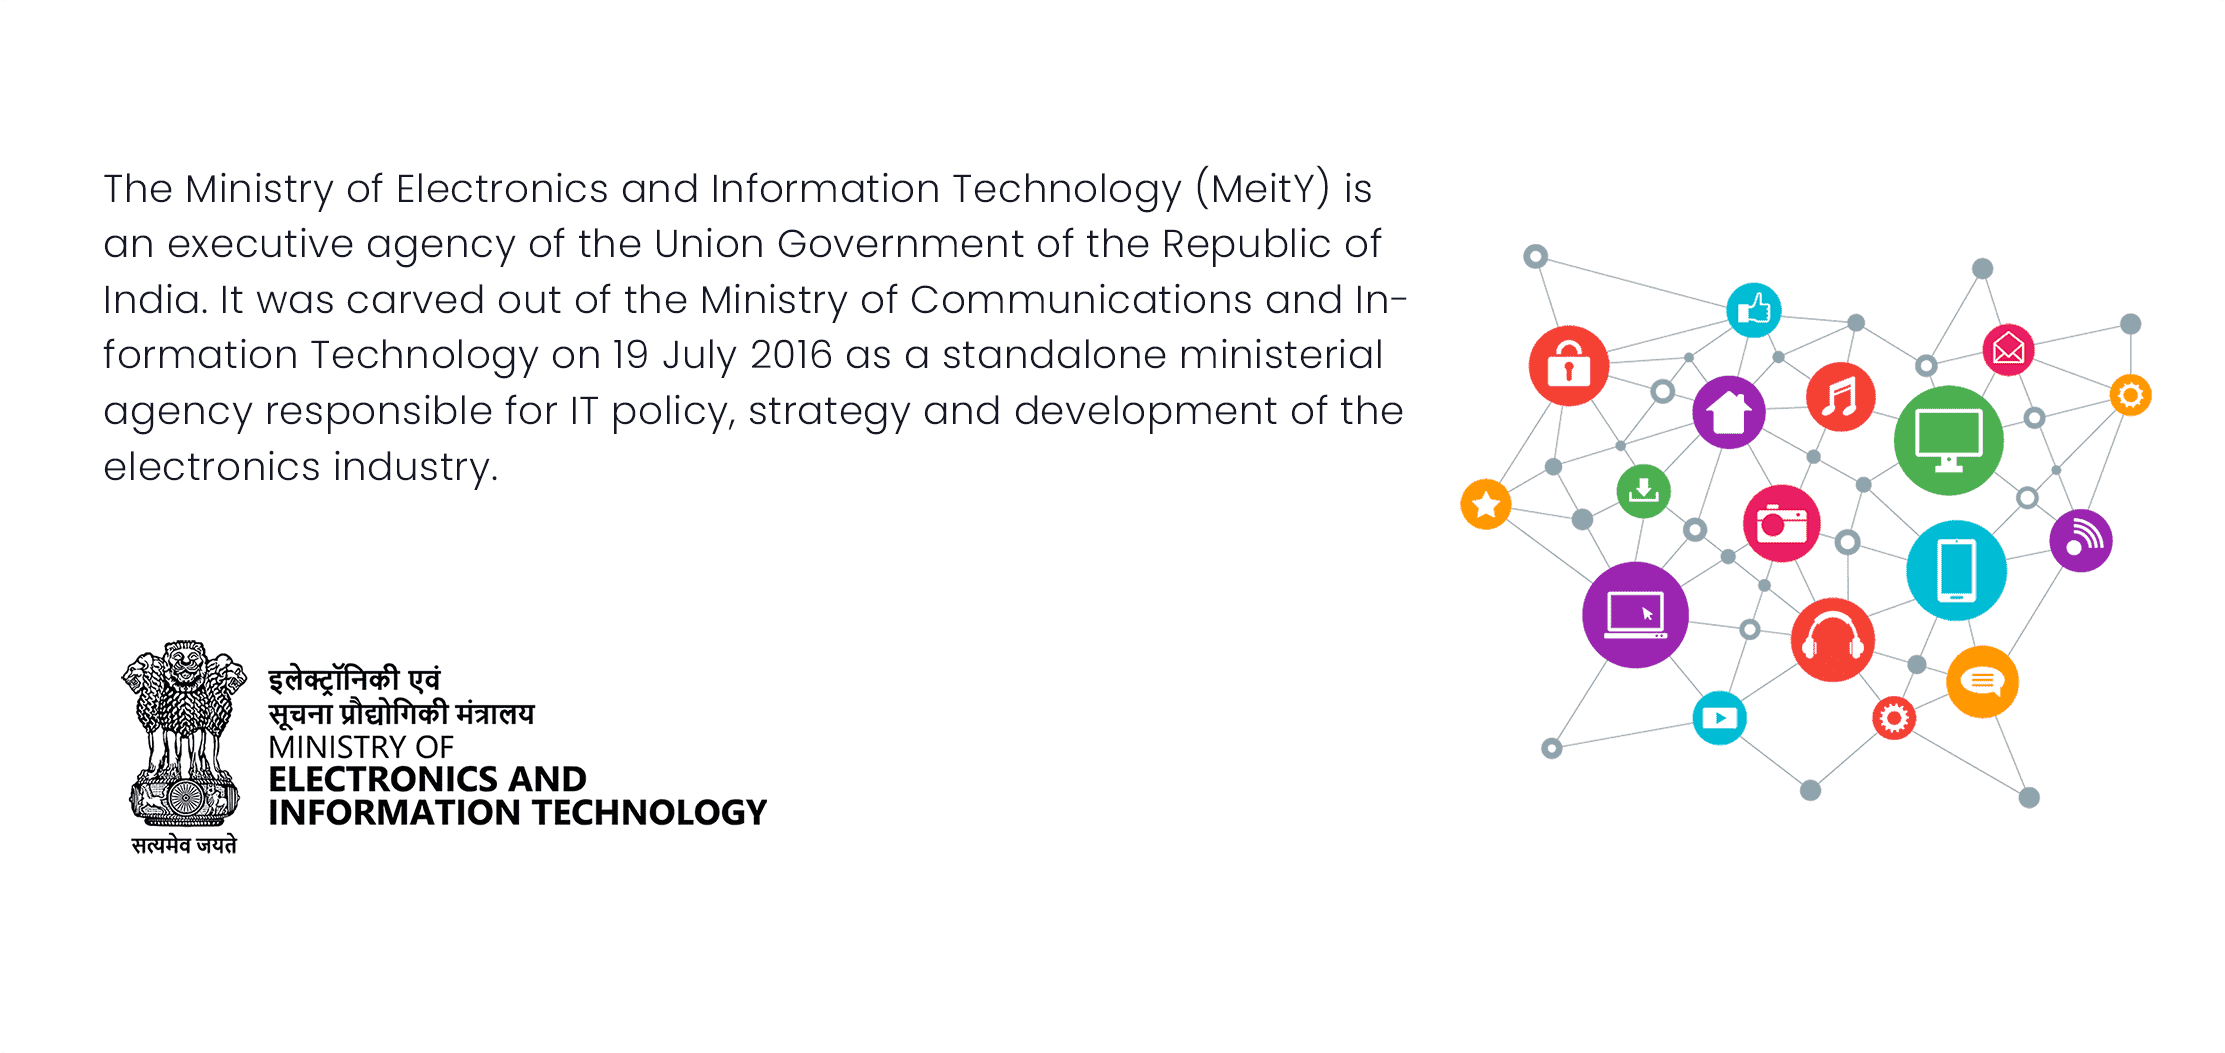 The Ministry of Electronics and Information Technology (MeitY) is
an executive agency of the Union Government of the Republic of
India. It was carved out of the Ministry of Communications and In-
formation Technology on 19 July 2016 as a standalone ministerial
agency responsible for IT policy, strategy and development of the
electronics industry.
इलेक्ट्रॉनिकी एवं
सूचना प्रौद्योगिकी मंत्रालय
MINISTRY OF
ELECTRONICS AND
INFORMATION TECHNOLOGY
सत्यमेव जयते